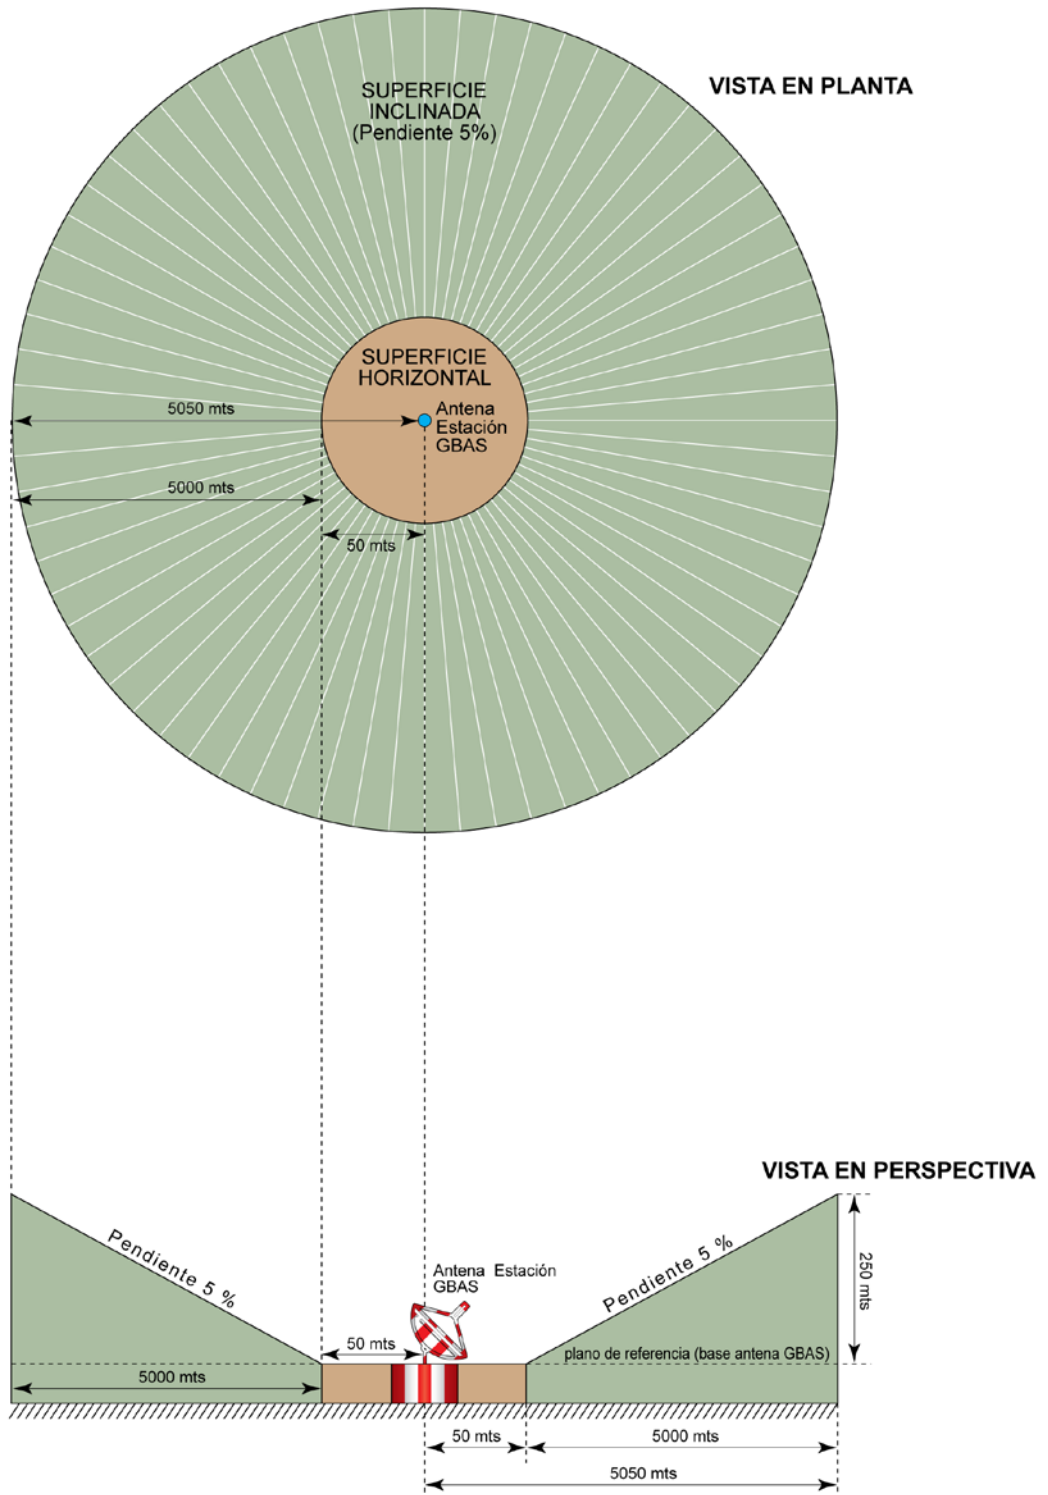 VISTA EN PLANTA
SUPERFICIE
INCLINADA
(Pendiente 5%)
SUPERFICIE
HORIZONTAL
5050 mts
Antena
Estación
GBAS
5000 mts
50 mts
VISTA EN PERSPECTIVA
Pendiente 5 %
Pendiente 5 %
250 mts
Antena Estación
GBAS
50 mts
plano de referencia (base antena GBAS)
5000 mts
50 mts
5000 mts
5050 mts